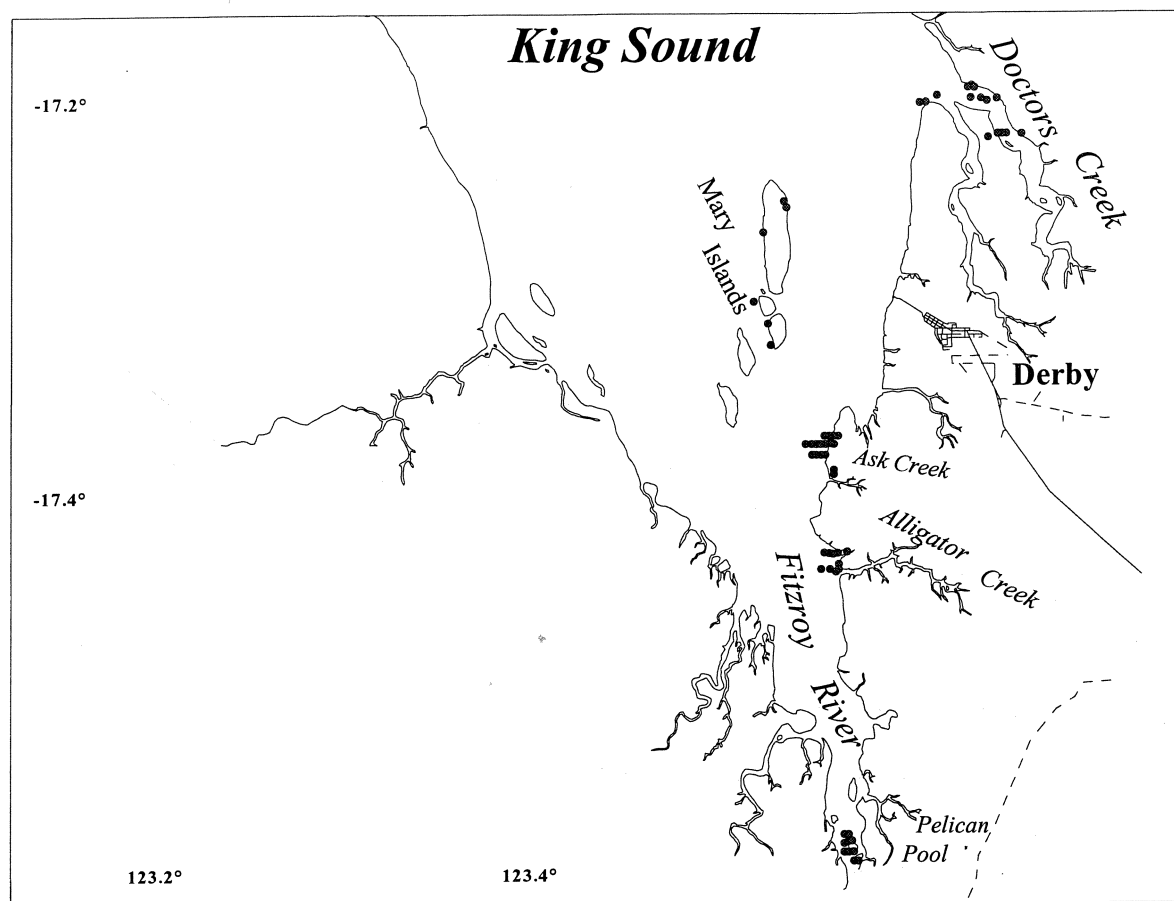 King Sound
Doctors
Creek
-17.2°
Mary
Islands
Derby
Ask Creek
-17.4°
Alligator
Creek
Fitzroy
River
Pelican
Pool
123.2°
123.4°